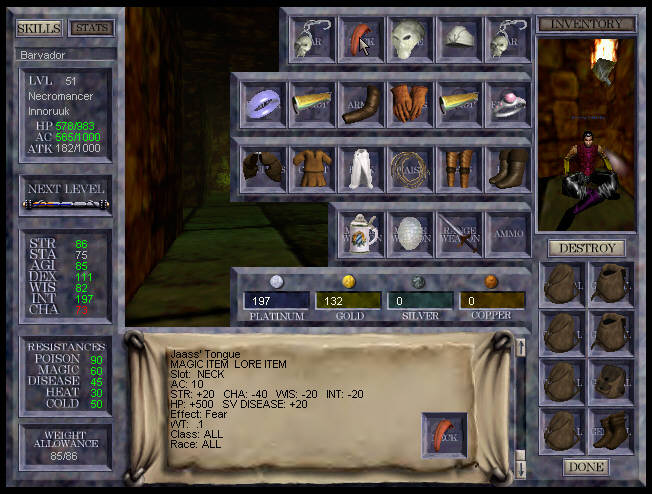 SKILLS STATS
Barvador
LVL 51
Necromancer
Innoruuk
HP 578/983
AC 565/1000
ATK 182/1000
NEXT LEVEL
STR 86
STA 75
AGI 85
DEX 111
WIS 82
INT 197
CHA 73
RESISTANCES
POISON 90
MAGIC 60
DISEASE 45
HEAT 30
COLD 50
WEIGHT
ALLOWANCE
85/86
RANGE
WEAPON
AMMO
197 132 0 0
PLATINUM GOLD SILVER COPPER
Jaass' Tongue
MAGIC ITEM LORE ITEM
Slot: NECK
AC: 10
STR: +20 CHA: -40 WIS: -20 INT: -20
HP: +500 SV DISEASE: +20
Effect: Fear
WT: .1
Class: ALL
Race: ALL
NECK
INVENTORY
DESTROY
DONE